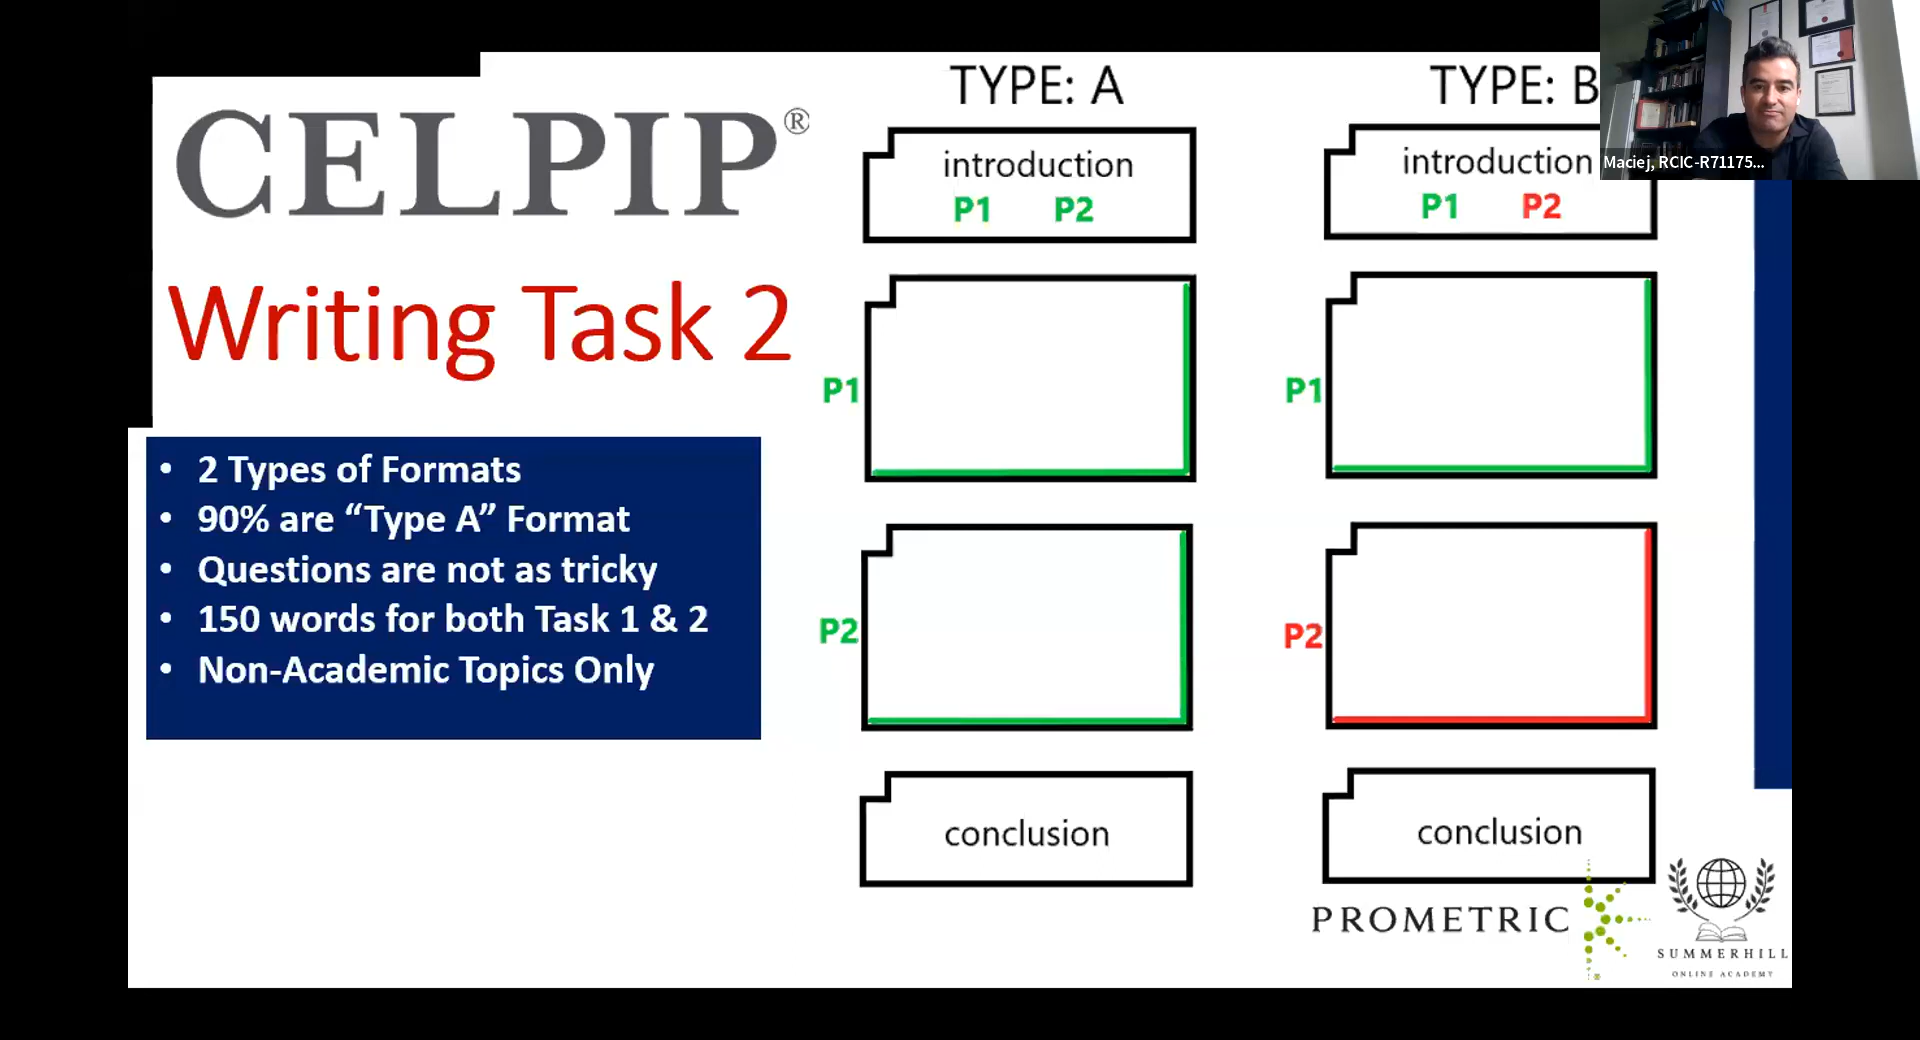 CELPIP®
Writing Task 2
• 2 Types of Formats
• 90% are “Type A” Format
• Questions are not as tricky
• 150 words for both Task 1 & 2
• Non-Academic Topics Only
TYPE: A
introduction
P1 P2
P1
P2
conclusion
TYPE: B
introduction
P1 P2
P1
P2
conclusion
Maciej, RCIC-R71175...
PROMETRIC
SUMMERHILL
ONLINE ACADEMY